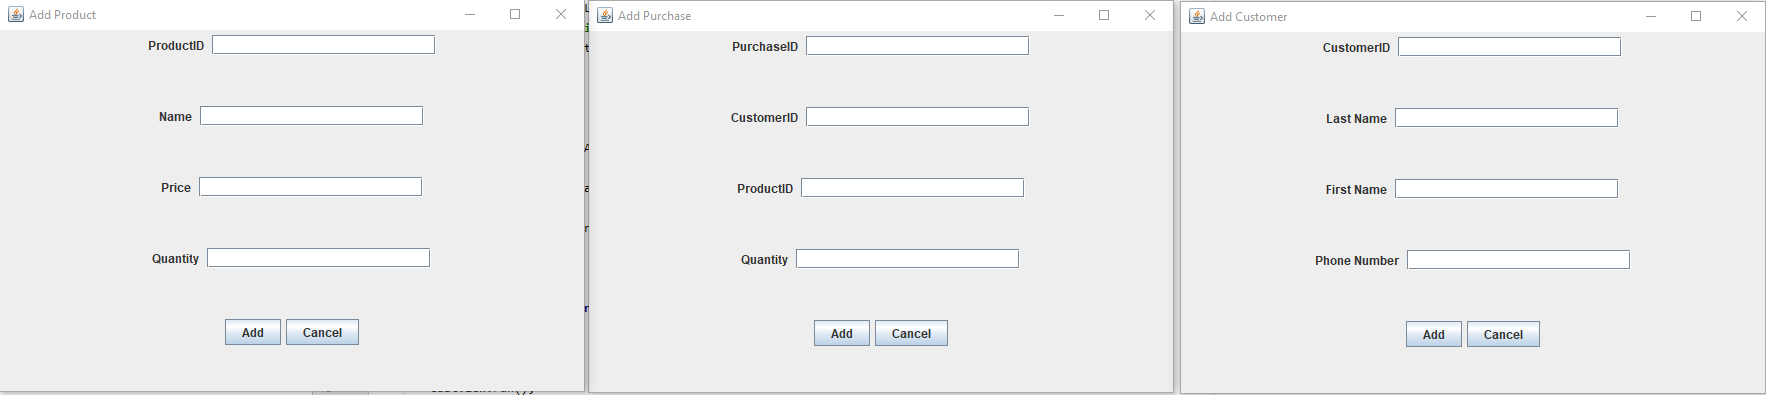 Add Product
ProductID
Name
Price
Quantity
Add Cancel
Add Purchase
PurchaseID
CustomerID
ProductID
Quantity
Add Cancel
Add Customer
CustomerID
Last Name
First Name
Phone Number
Add Cancel